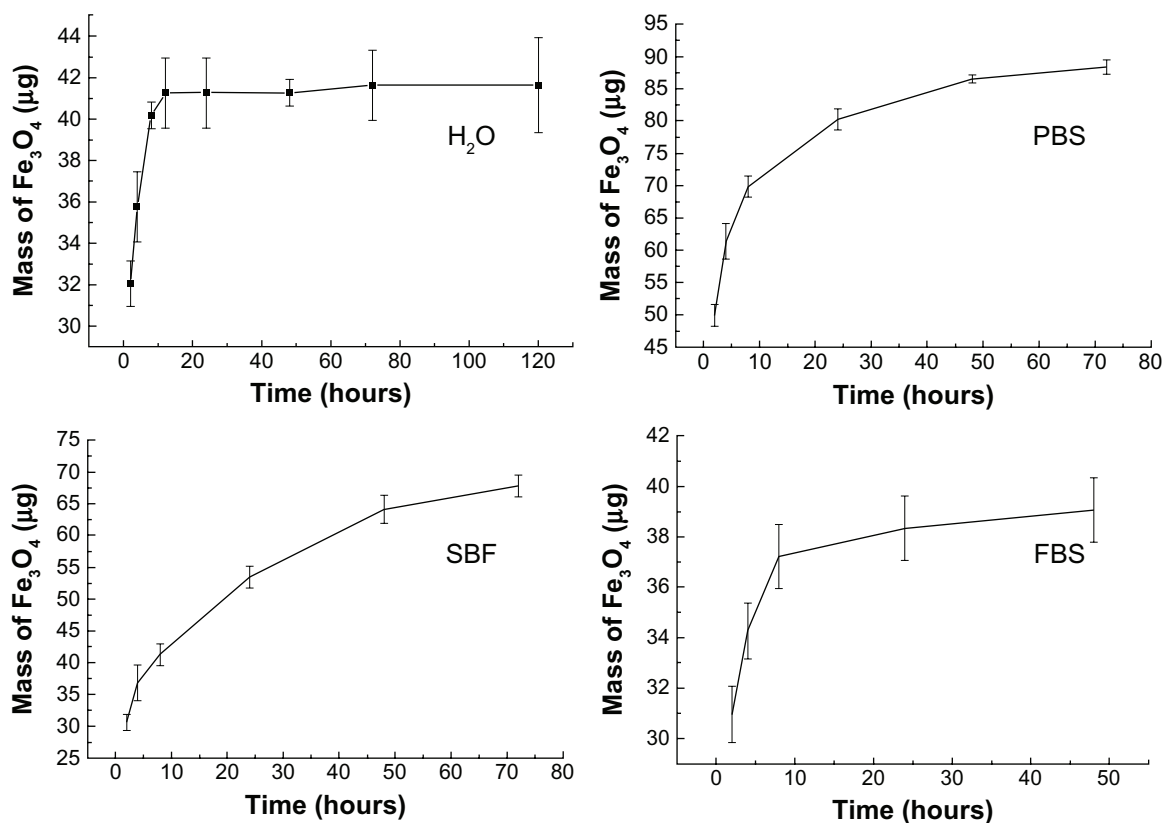 44
42
40
38
36
34
32
30
Mass of Fe₃O₄ (μg)
H₂O
0 20 40 60 80 100 120
Time (hours)
95
90
85
80
75
70
65
60
55
50
45
Mass of Fe₃O₄ (μg)
PBS
0 10 20 30 40 50 60 70 80
Time (hours)
75
70
65
60
55
50
45
40
35
30
25
Mass of Fe₃O₄ (μg)
SBF
0 10 20 30 40 50 60 70 80
Time (hours)
42
40
38
36
34
32
30
Mass of Fe₃O₄ (μg)
FBS
0 10 20 30 40 50
Time (hours)